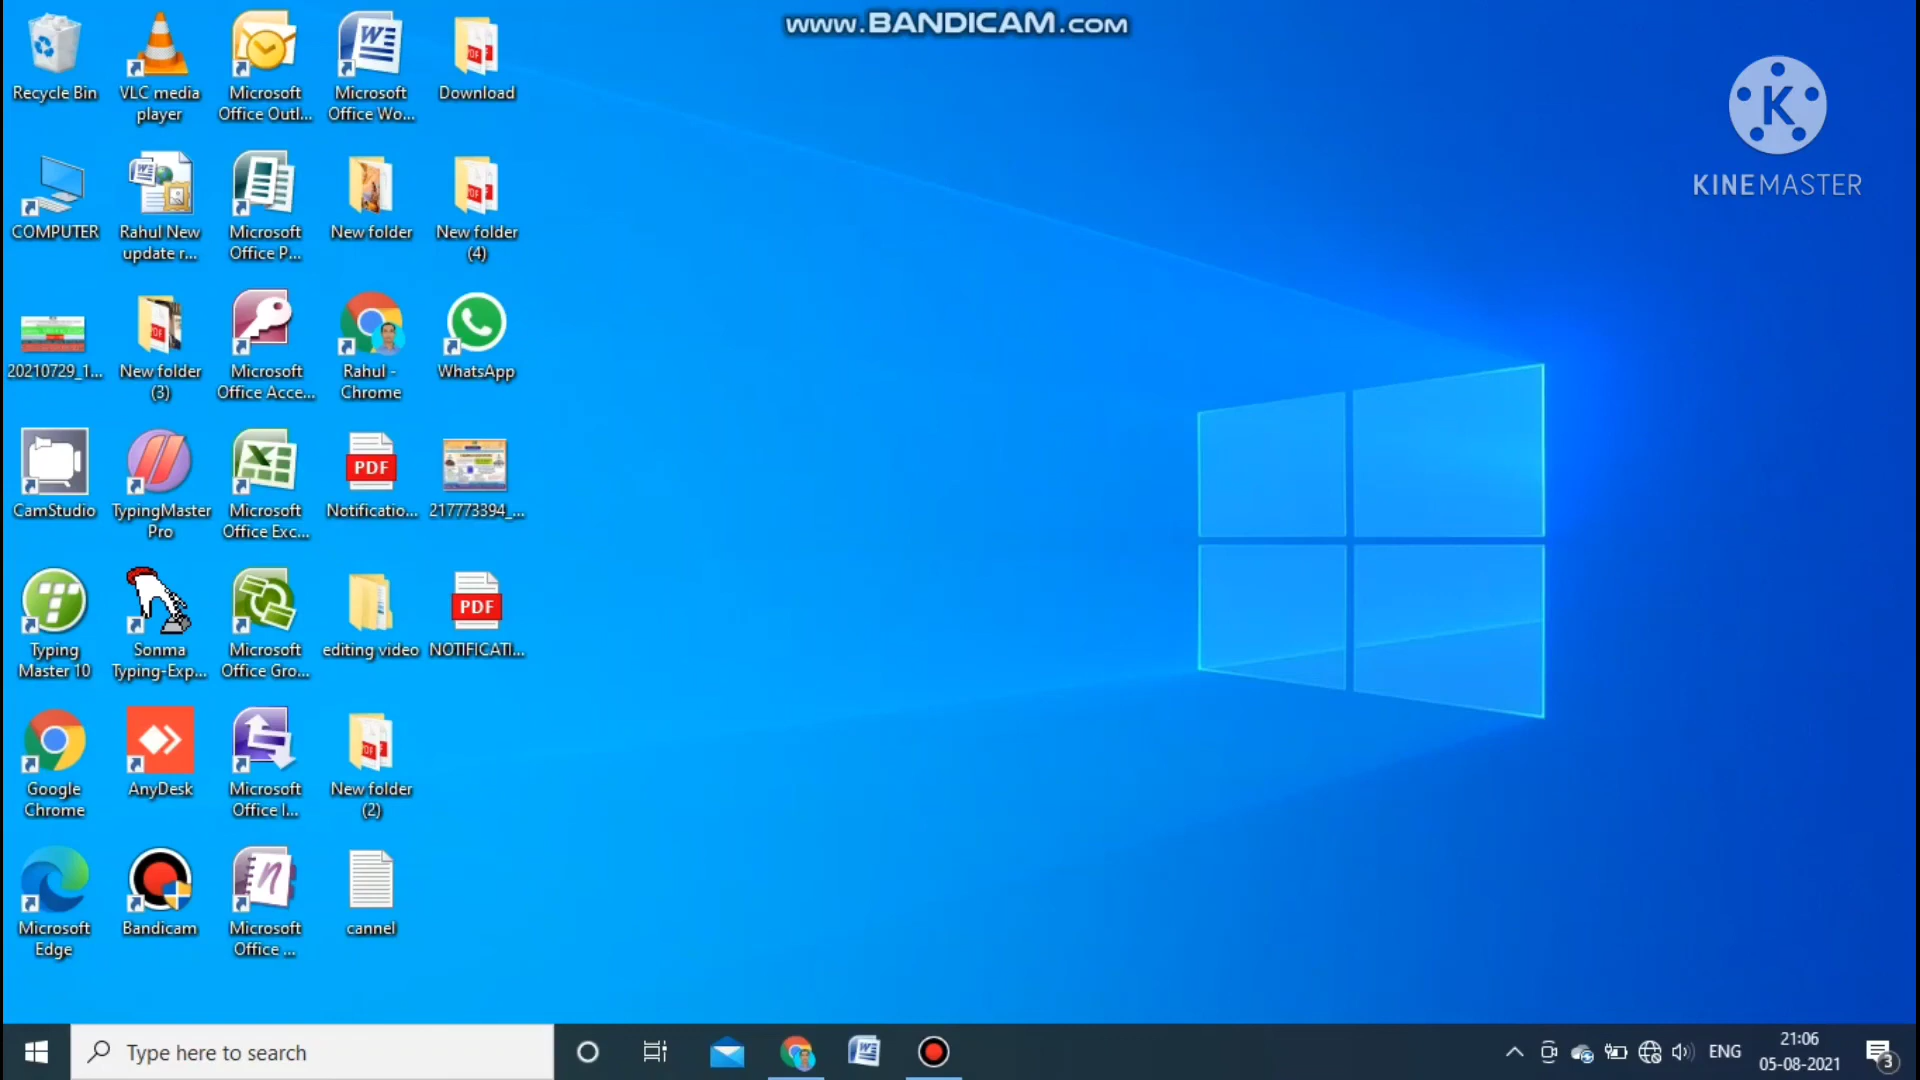 www.BANDICAM.COM
KINEMASTER
Recycle Bin
VLC media
player
Microsoft
Office Outl...
Microsoft
Office Wo...
Download
COMPUTER
Rahul New
update r...
Microsoft
Office P...
New folder
New folder
(4)
20210729_1...
New folder
(3)
Microsoft
Office Acce...
Rahul -
Chrome
WhatsApp
CamStudio
TypingMaster
Pro
Microsoft
Office Exc...
PDF
Notificatio...
217773394_...
Typing
Master 10
Sonma
Typing-Exp...
Microsoft
Office Gro...
editing video
PDF
NOTIFICATI...
Google
Chrome
AnyDesk
Microsoft
Office I...
New folder
(2)
Microsoft
Edge
Bandicam
Microsoft
Office ...
cannel
Type here to search
ENG
21:06
05-08-2021
3